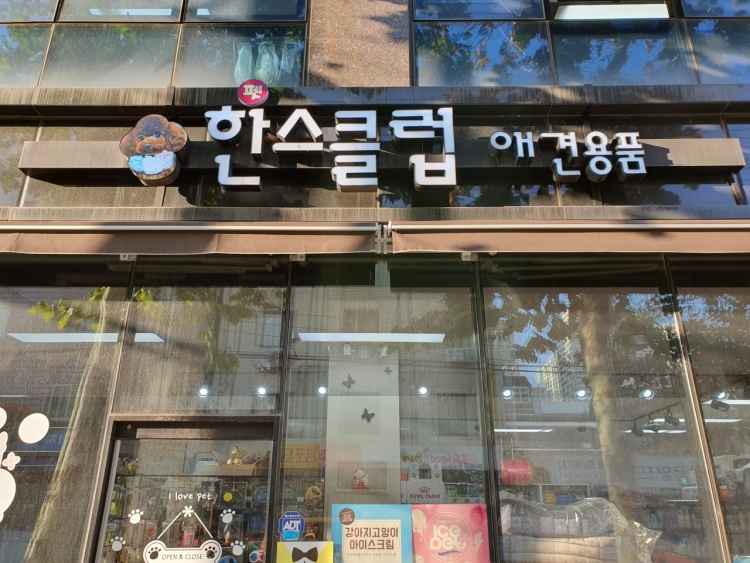 펫
한스클럽 애견용품
I love pet
OPEN & CLOSE
ADT
ROYAL CANIN
강아지고양이
아이스크림
ice
pet